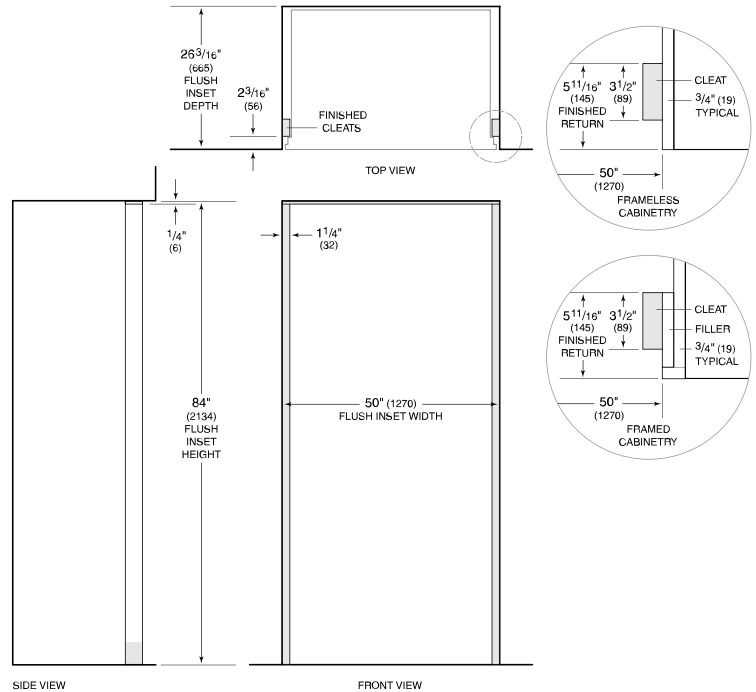 26 3/16"
(665)
FLUSH
INSET
DEPTH
2 3/16"
(56)
FINISHED
CLEATS
TOP VIEW
5 11/16"
(145)
FINISHED
RETURN
3 1/2"
(89)
CLEAT
3/4" (19)
TYPICAL
50"
(1270)
FRAMELESS
CABINETRY
1/4"
(6)
1 1/4"
(32)
84"
(2134)
FLUSH
INSET
HEIGHT
50" (1270)
FLUSH INSET WIDTH
5 11/16"
(145)
FINISHED
RETURN
3 1/2"
(89)
CLEAT
FILLER
3/4" (19)
TYPICAL
50"
(1270)
FRAMED
CABINETRY
SIDE VIEW
FRONT VIEW